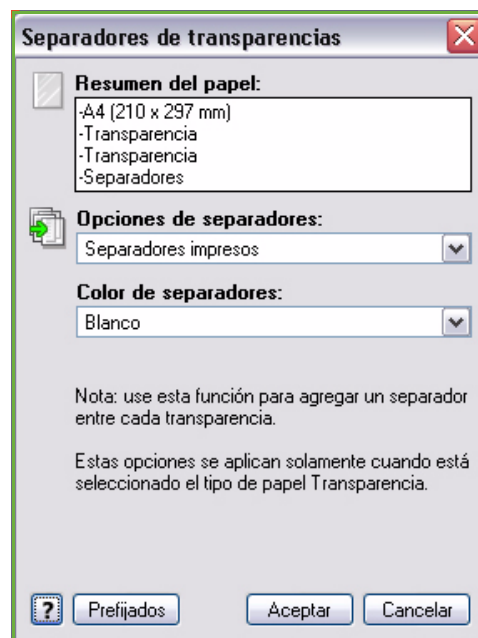 Separadores de transparencias
Resumen del papel:
-A4 (210 x 297 mm)
-Transparencia
-Transparencia
-Separadores
Opciones de separadores:
Separadores impresos
Color de separadores:
Blanco
Nota: use esta función para agregar un separador
entre cada transparencia.
Estas opciones se aplican solamente cuando está
seleccionado el tipo de papel Transparencia.
? Prefijados Aceptar Cancelar